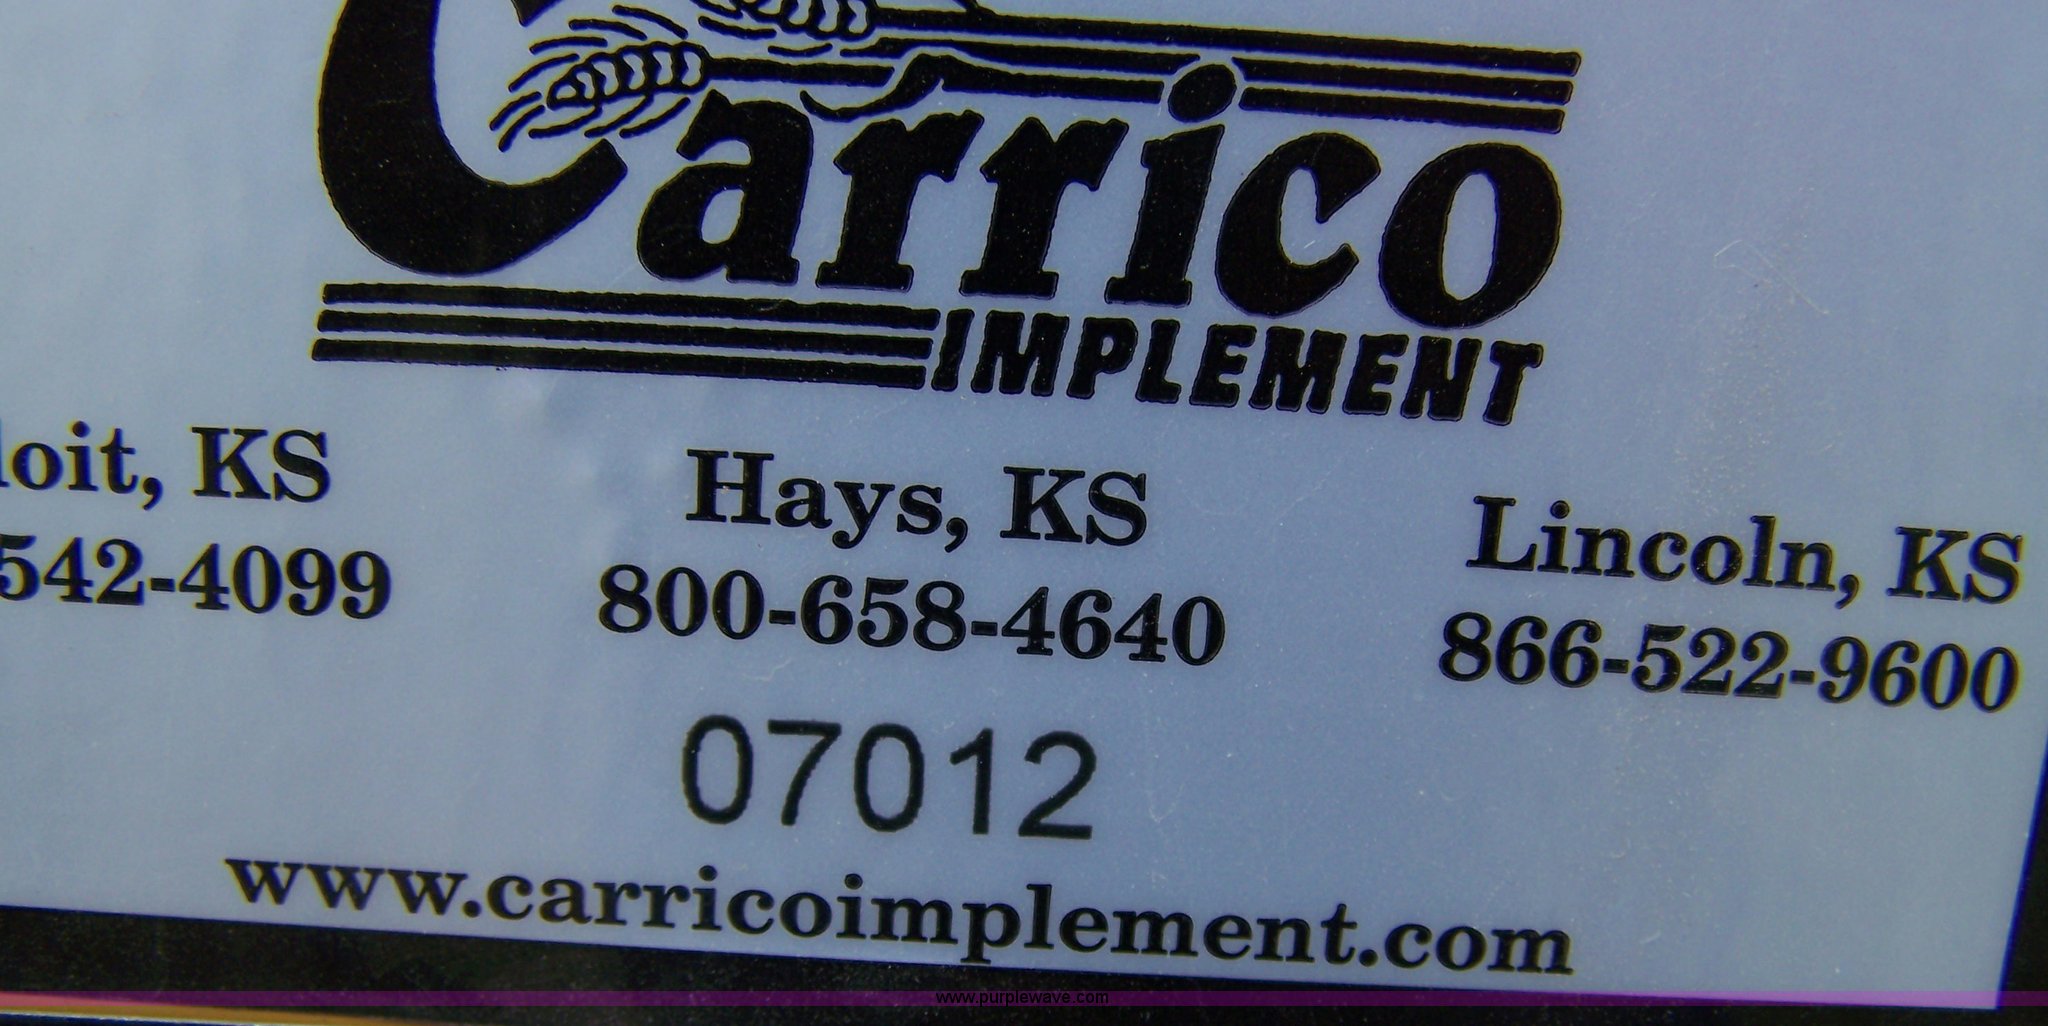 Carrico
IMPLEMENT
loit, KS
542-4099
Hays, KS
800-658-4640
Lincoln, KS
866-522-9600
07012
www.carricoimplement.com
www.purplewave.com